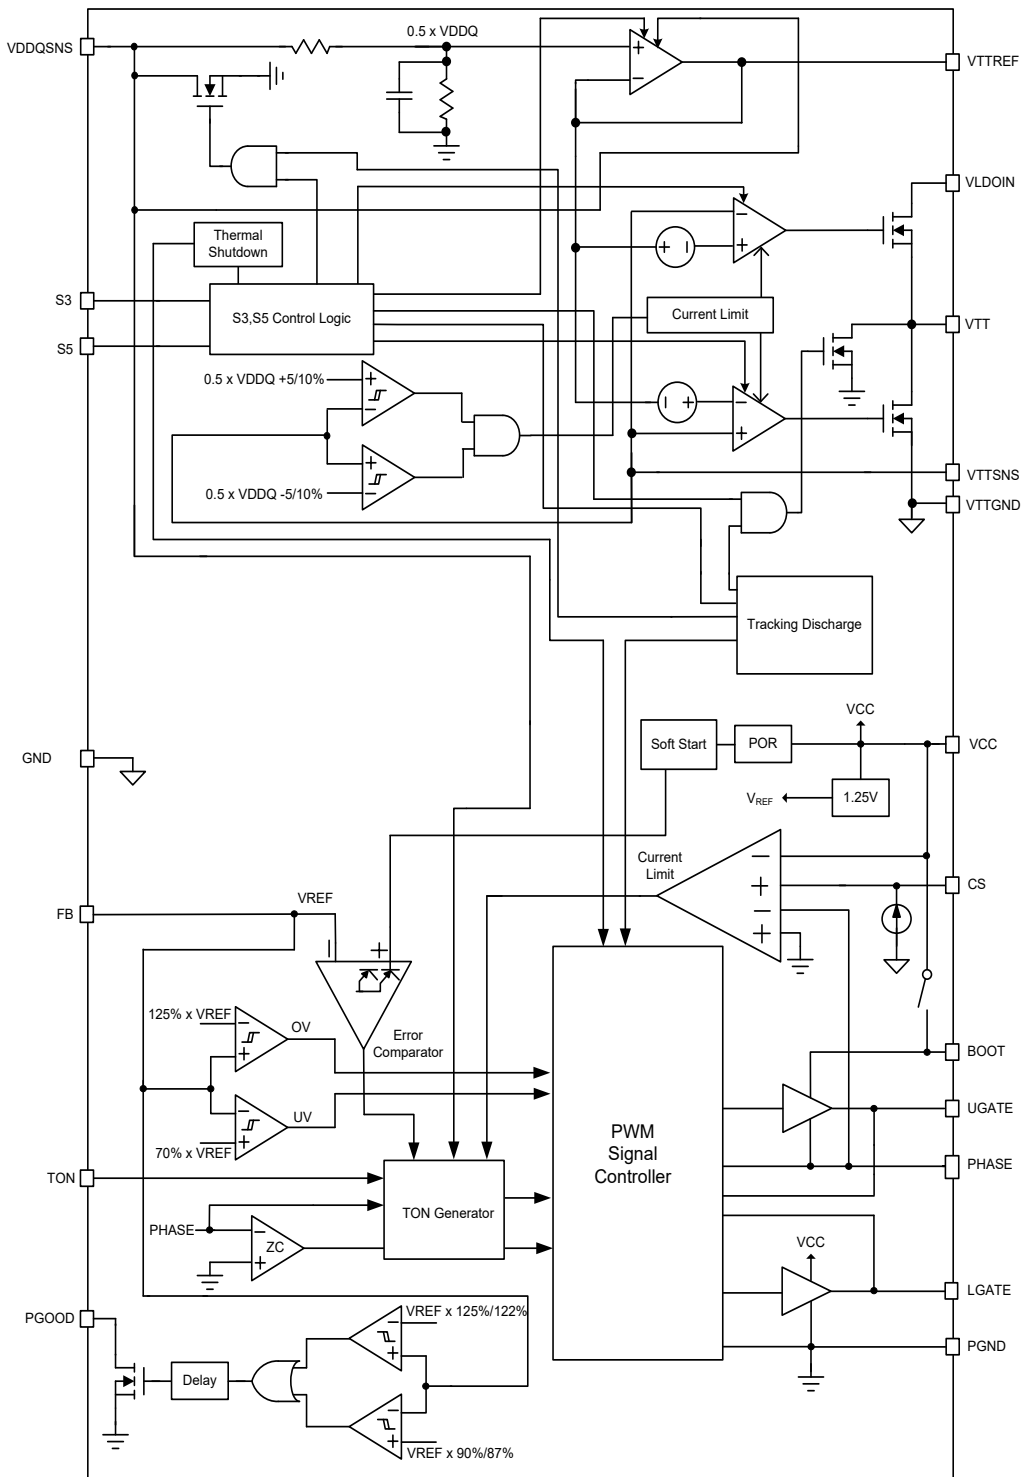 0.5 x VDDQ
VDDQSNS
VTTREF
VLDOIN
Thermal
Shutdown
S3
S5
S3,S5 Control Logic
Current Limit
VTT
0.5 x VDDQ +5/10%
0.5 x VDDQ -5/10%
VTTSNS
VTTGND
Tracking Discharge
VCC
GND
Soft Start
POR
VCC
VREF
1.25V
Current
Limit
CS
FB
VREF
125% x VREF
OV
Error
Comparator
BOOT
UV
70% x VREF
UGATE
PWM
Signal
Controller
TON
PHASE
TON Generator
PHASE
ZC
VCC
LGATE
PGOOD
VREF x 125%/122%
PGND
Delay
VREF x 90%/87%